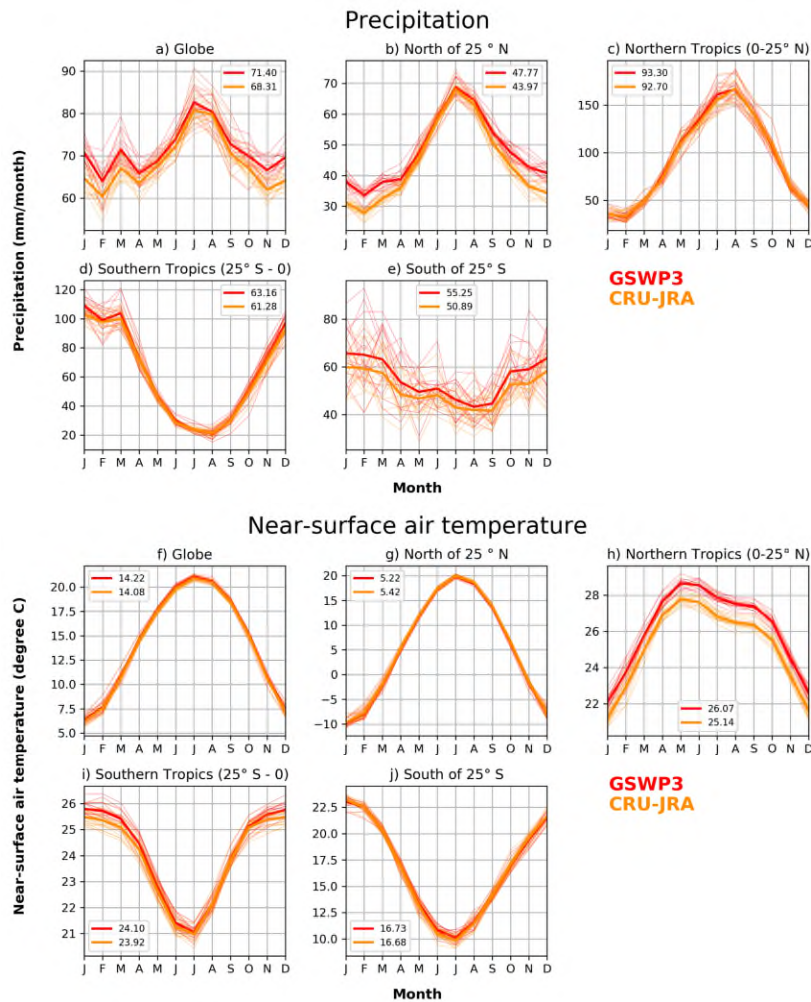 Precipitation
a) Globe
b) North of 25 ° N
c) Northern Tropics (0-25° N)
Precipitation (mm/month)
90
80
70
60
71.40
68.31
J F M A M J J A S O N D
70
60
50
40
30
47.77
43.97
J F M A M J J A S O N D
150
100
50
93.30
92.70
J F M A M J J A S O N D
d) Southern Tropics (25° S - 0)
e) South of 25° S
120
100
80
60
40
20
63.16
61.28
J F M A M J J A S O N D
80
60
40
55.25
50.89
J F M A M J J A S O N D
GSWP3
CRU-JRA
Month
Near-surface air temperature
f) Globe
g) North of 25 ° N
h) Northern Tropics (0-25° N)
Near-surface air temperature (degree C)
20.0
17.5
15.0
12.5
10.0
7.5
5.0
14.22
14.08
J F M A M J J A S O N D
20
15
10
5
0
−5
−10
5.22
5.42
J F M A M J J A S O N D
28
26
24
22
26.07
25.14
J F M A M J J A S O N D
i) Southern Tropics (25° S - 0)
j) South of 25° S
26
25
24
23
22
21
24.10
23.92
J F M A M J J A S O N D
22.5
20.0
17.5
15.0
12.5
10.0
16.73
16.68
J F M A M J J A S O N D
GSWP3
CRU-JRA
Month